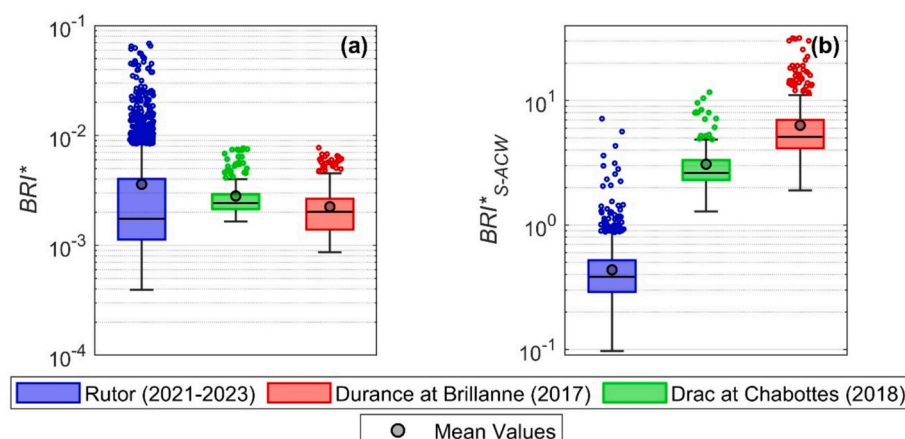 (a)
10^-1
10^-2
10^-3
10^-4
BRI*
(b)
10^1
10^0
10^-1
BRI*_S-ACW
Rutor (2021-2023) Durance at Brillanne (2017) Drac at Chabottes (2018)
Mean Values